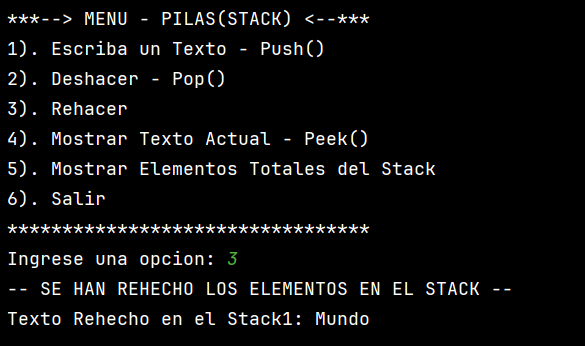 ***--> MENU - PILAS(STACK) <--***
1). Escriba un Texto - Push()
2). Deshacer - Pop()
3). Rehacer
4). Mostrar Texto Actual - Peek()
5). Mostrar Elementos Totales del Stack
6). Salir
*********************************
Ingrese una opcion: 3
-- SE HAN REHECHO LOS ELEMENTOS EN EL STACK --
Texto Rehecho en el Stack1: Mundo